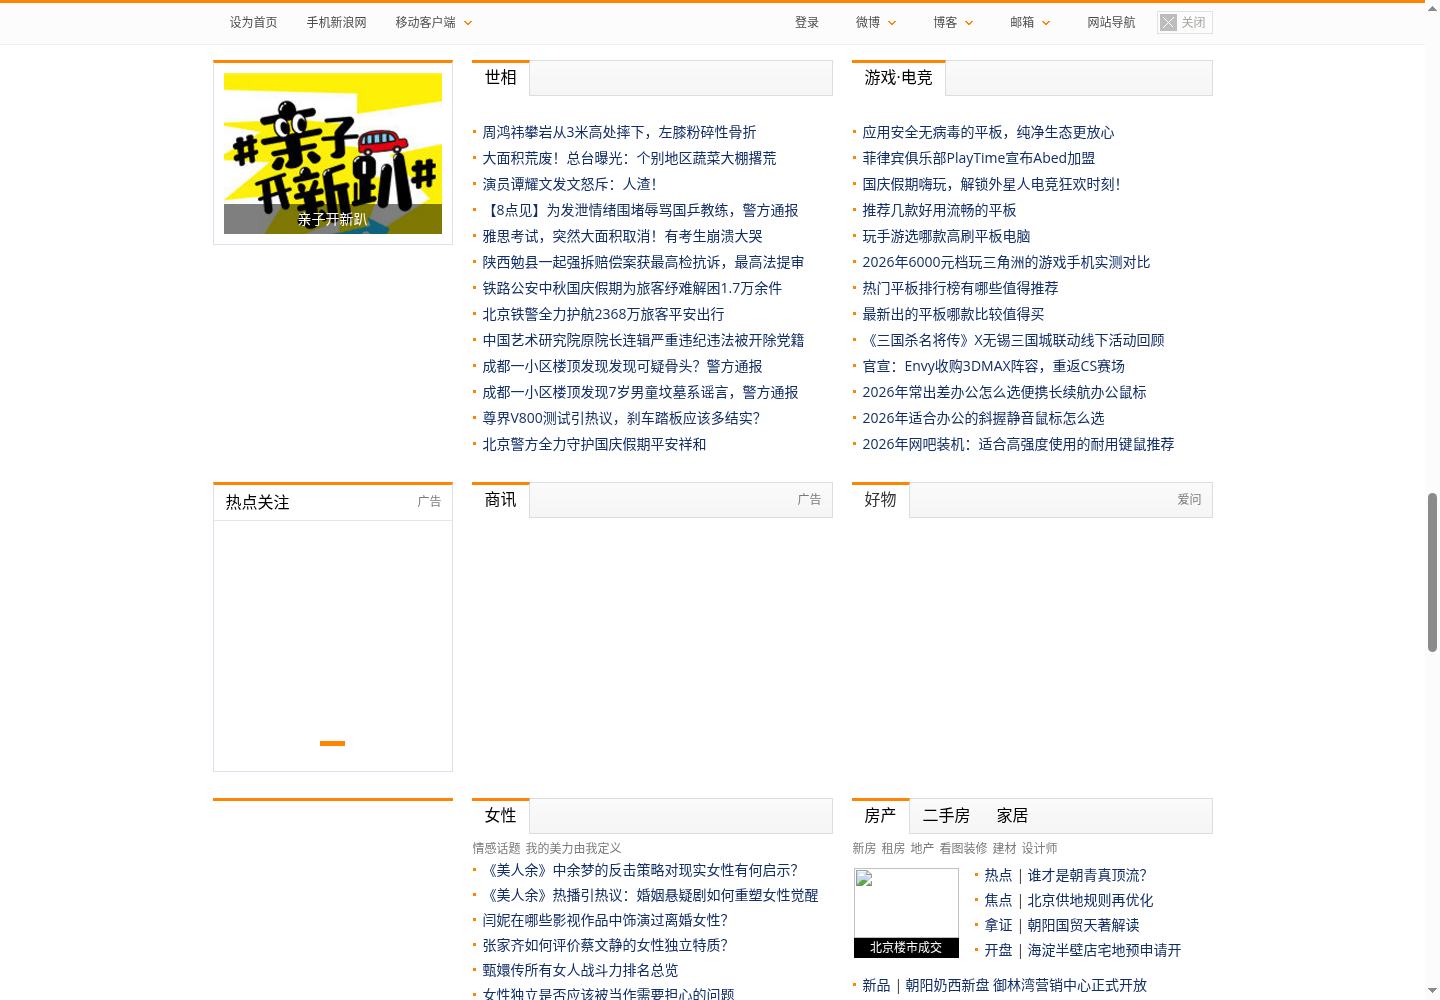 设为首页 手机新浪网 移动客户端 登录 微博 博客 邮箱 网站导航 关闭
#亲子
开新趴#
亲子开新趴
世相
周鸿祎攀岩从3米高处摔下，左膝粉碎性骨折
大面积荒废！总台曝光：个别地区蔬菜大棚撂荒
演员谭耀文发文怒斥：人渣！
【8点见】为发泄情绪围堵辱骂国乒教练，警方通报
雅思考试，突然大面积取消！有考生崩溃大哭
陕西勉县一起强拆赔偿案获最高检抗诉，最高法提审
铁路公安中秋国庆假期为旅客纾难解困1.7万余件
北京铁警全力护航2368万旅客平安出行
中国艺术研究院原院长连辑严重违纪违法被开除党籍
成都一小区楼顶发现发现可疑骨头？警方通报
成都一小区楼顶发现7岁男童坟墓系谣言，警方通报
尊界V800测试引热议，刹车踏板应该多结实？
北京警方全力守护国庆假期平安祥和
游戏·电竞
应用安全无病毒的平板，纯净生态更放心
菲律宾俱乐部PlayTime宣布Abed加盟
国庆假期嗨玩，解锁外星人电竞狂欢时刻！
推荐几款好用流畅的平板
玩手游选哪款高刷平板电脑
2026年6000元档玩三角洲的游戏手机实测对比
热门平板排行榜有哪些值得推荐
最新出的平板哪款比较值得买
《三国杀名将传》X无锡三国城联动线下活动回顾
官宣：Envy收购3DMAX阵容，重返CS赛场
2026年常出差办公怎么选便携长续航办公鼠标
2026年适合办公的斜握静音鼠标怎么选
2026年网吧装机：适合高强度使用的耐用键鼠推荐
热点关注 广告
商讯 广告
好物 爱问
女性
情感话题 我的美力由我定义
《美人余》中余梦的反击策略对现实女性有何启示？
《美人余》热播引热议：婚姻悬疑剧如何重塑女性觉醒
闫妮在哪些影视作品中饰演过离婚女性？
张家齐如何评价蔡文静的女性独立特质？
甄嬛传所有女人战斗力排名总览
女性独立是否应该被当作需要担心的问题
房产 二手房 家居
新房 租房 地产 看图装修 建材 设计师
北京楼市成交
热点 | 谁才是朝青真顶流？
焦点 | 北京供地规则再优化
拿证 | 朝阳国贸天著解读
开盘 | 海淀半壁店宅地预申请开
新品 | 朝阳奶西新盘 御林湾营销中心正式开放